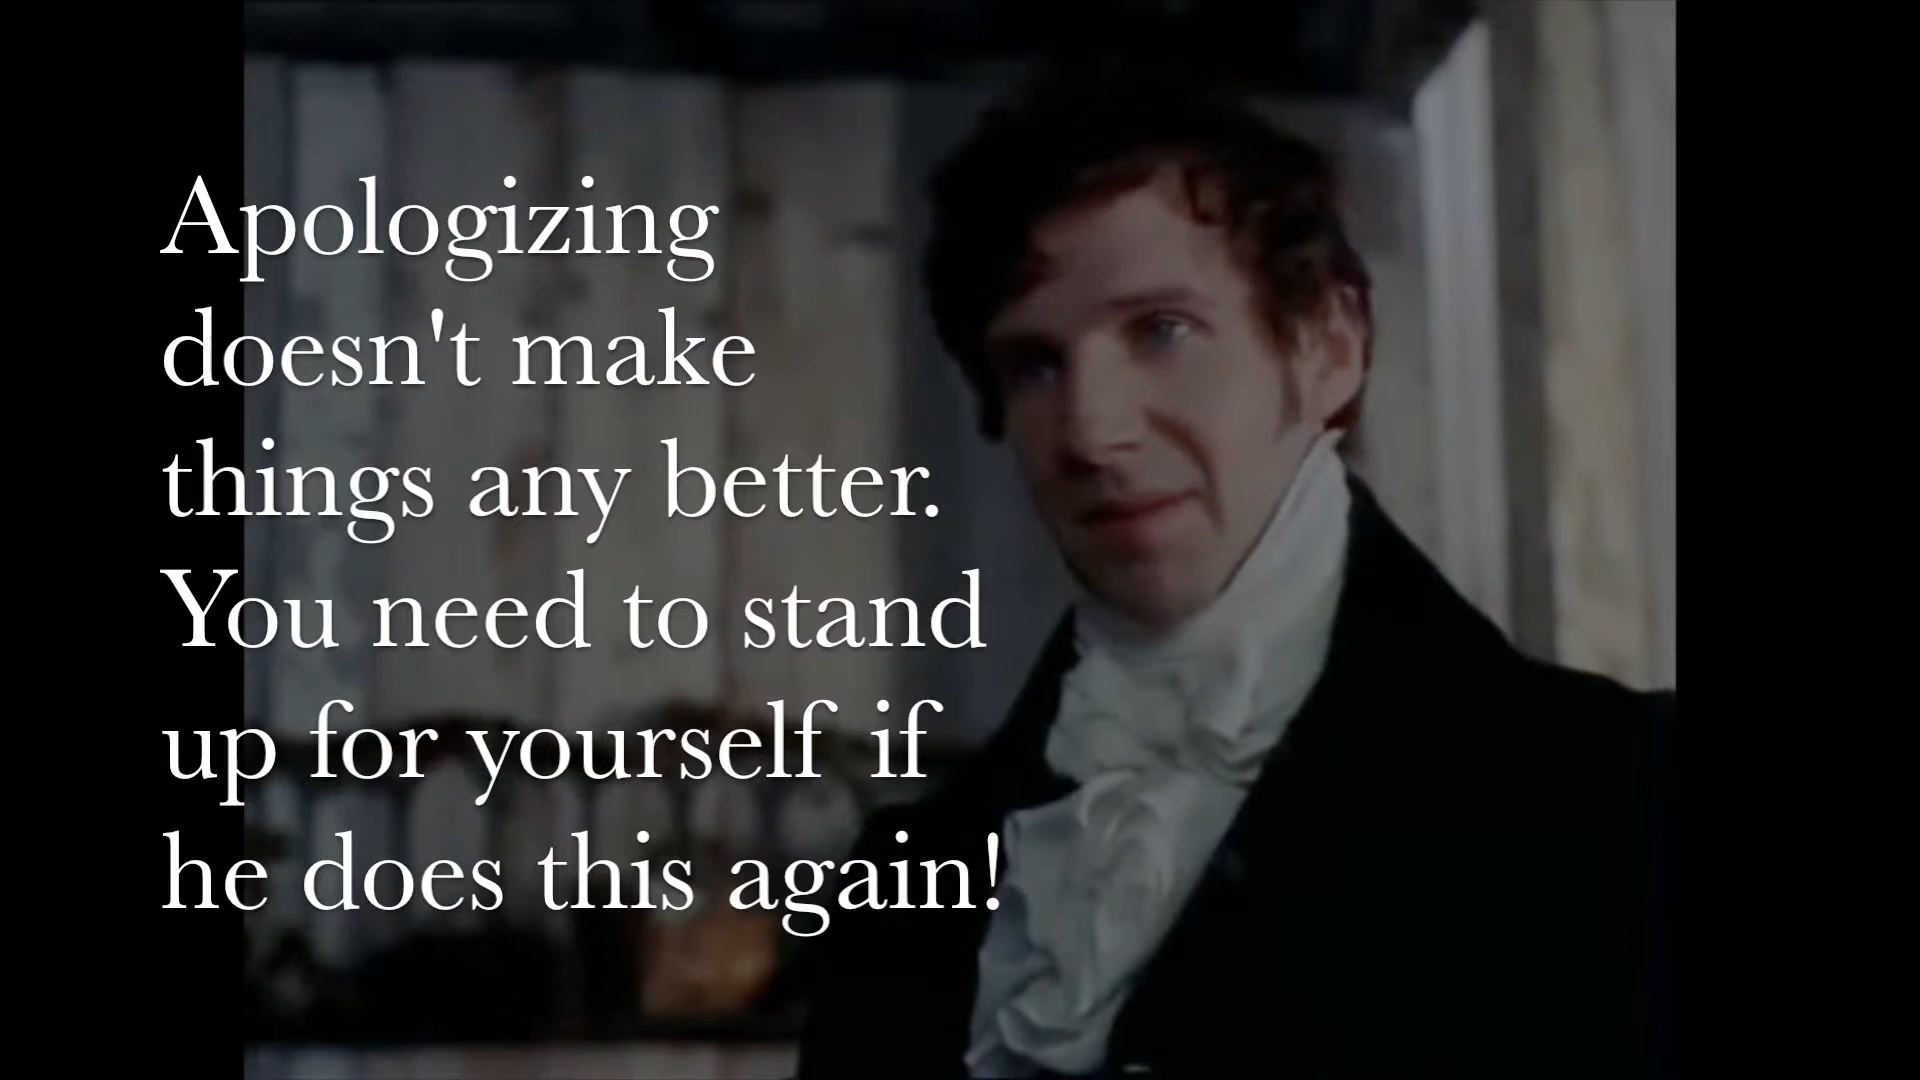 Apologizing
doesn't make
things any better.
You need to stand
up for yourself if
he does this again!